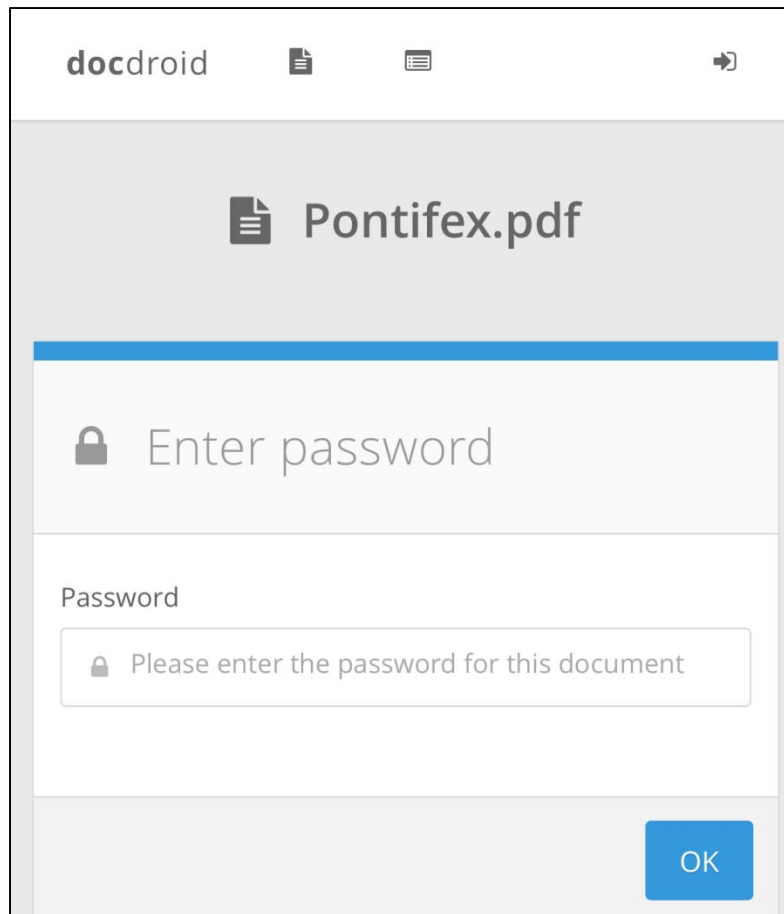 docdroid
Pontifex.pdf
Enter password
Password
Please enter the password for this document
OK